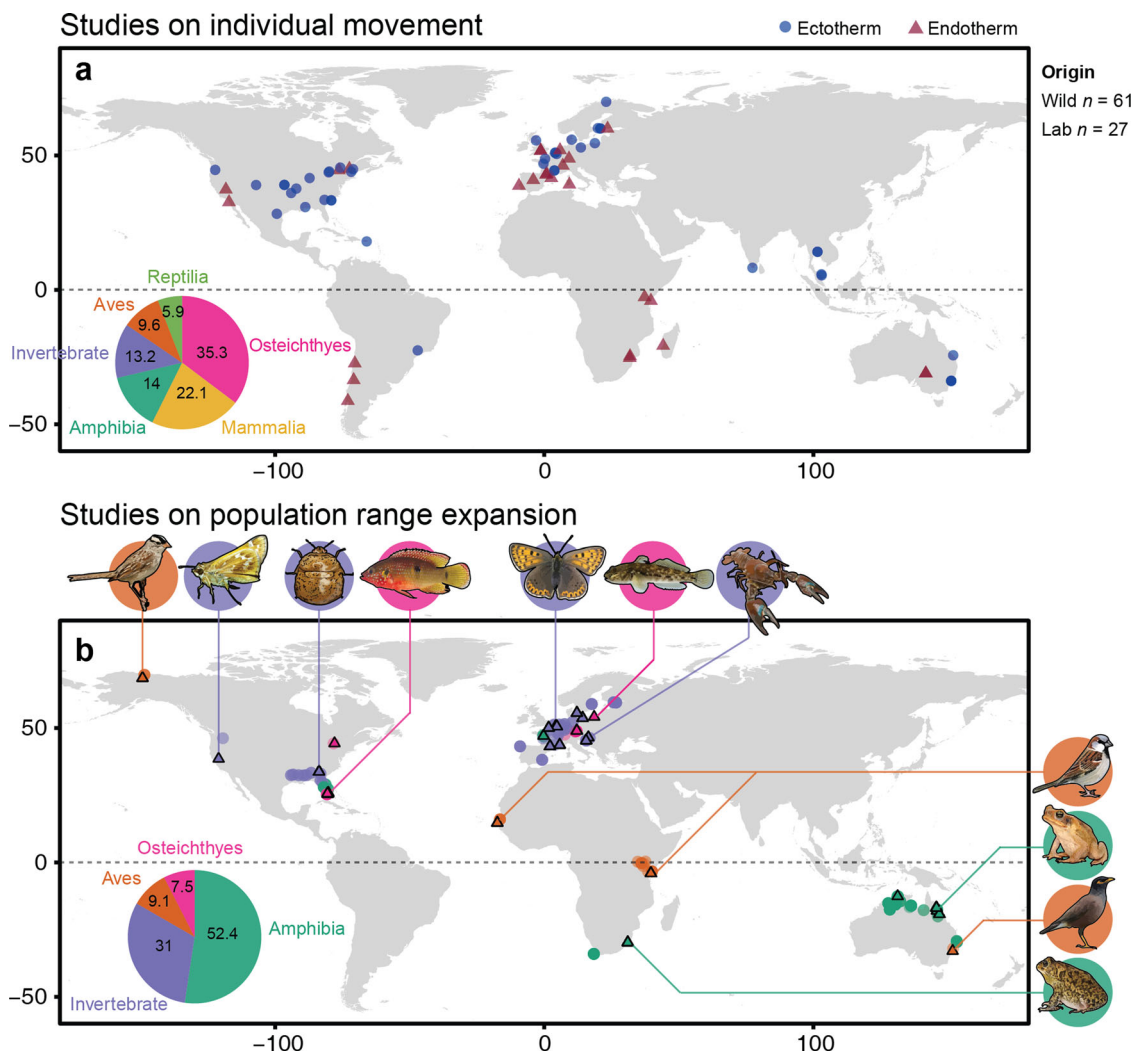 Studies on individual movement
Ectotherm Endotherm
a
Origin
Wild n = 61
Lab n = 27
50
0
−50
Reptilia
Aves
5.9
9.6
Invertebrate
13.2
35.3
Osteichthyes
14
22.1
Amphibia
Mammalia
−100 0 100
Studies on population range expansion
b
50
0
−50
Osteichthyes
Aves
7.5
9.1
Amphibia
52.4
31
Invertebrate
−100 0 100